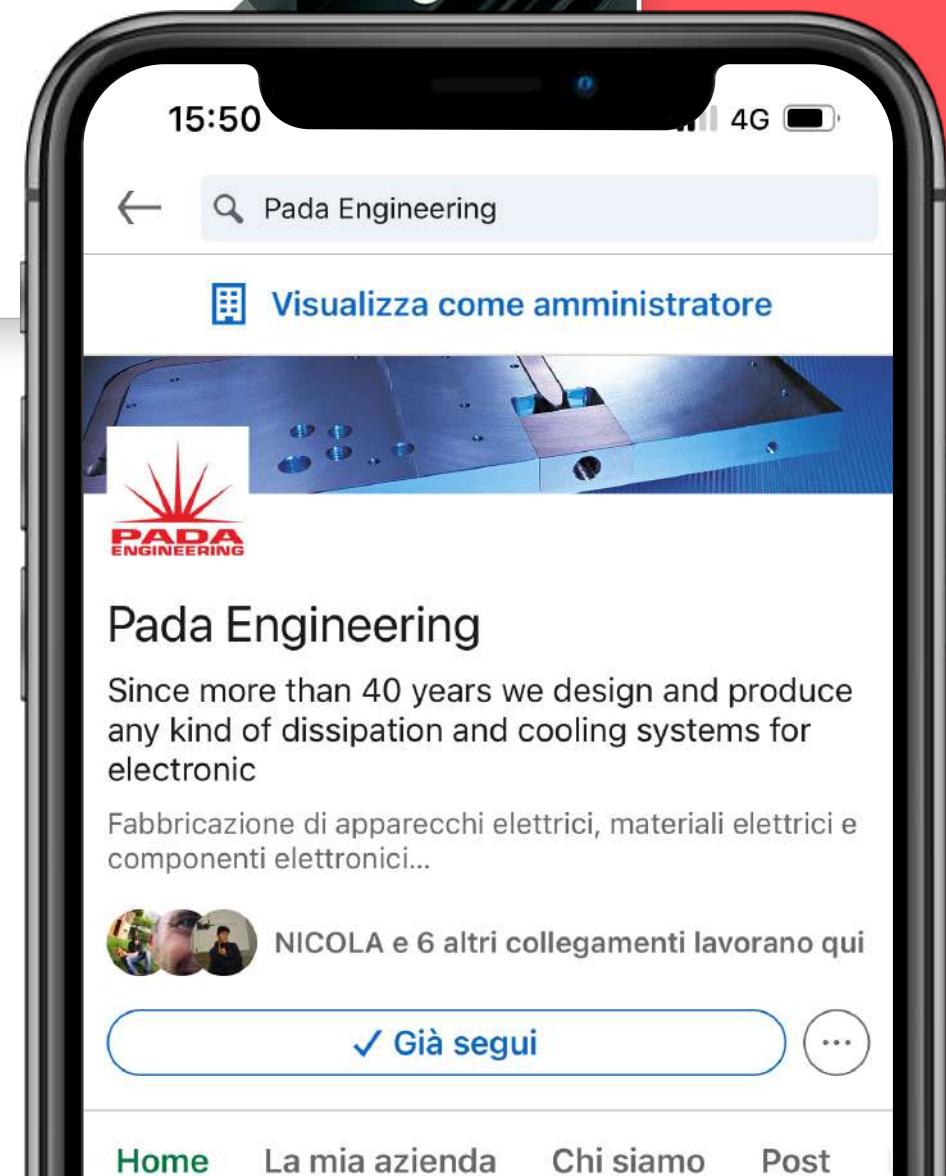 15:50
4G
Pada Engineering
Visualizza come amministratore
PADA
ENGINEERING
Pada Engineering
Since more than 40 years we design and produce
any kind of dissipation and cooling systems for
electronic
Fabbricazione di apparecchi elettrici, materiali elettrici e
componenti elettronici...
NICOLA e 6 altri collegamenti lavorano qui
✓ Già segui
Home La mia azienda Chi siamo Post